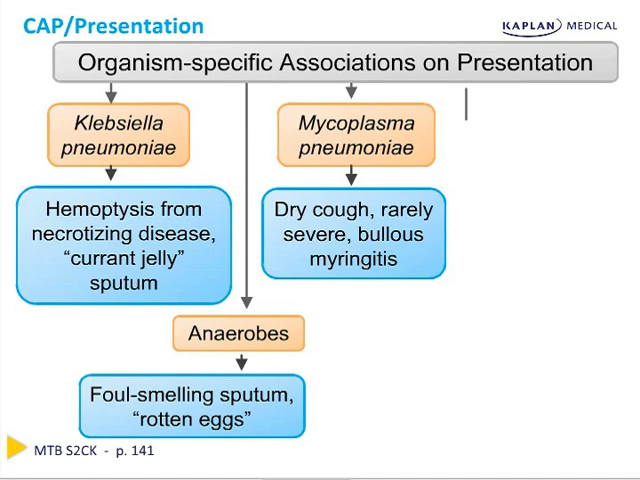 CAP/Presentation
KAPLAN MEDICAL
Organism-specific Associations on Presentation
Klebsiella
pneumoniae
Mycoplasma
pneumoniae
Hemoptysis from
necrotizing disease,
“currant jelly”
sputum
Dry cough, rarely
severe, bullous
myringitis
Anaerobes
Foul-smelling sputum,
“rotten eggs”
MTB S2CK - p. 141